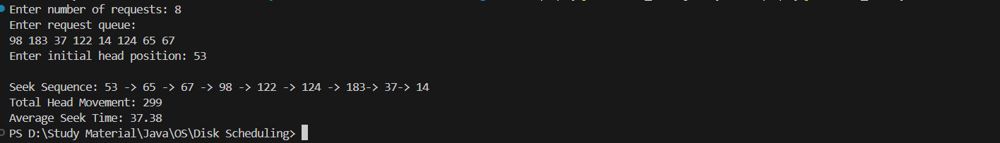 Enter number of requests: 8
Enter request queue:
98 183 37 122 14 124 65 67
Enter initial head position: 53
Seek Sequence: 53 -> 65 -> 67 -> 98 -> 122 -> 124 -> 183-> 37-> 14
Total Head Movement: 299
Average Seek Time: 37.38
PS D:\Study Material\Java\OS\Disk Scheduling>